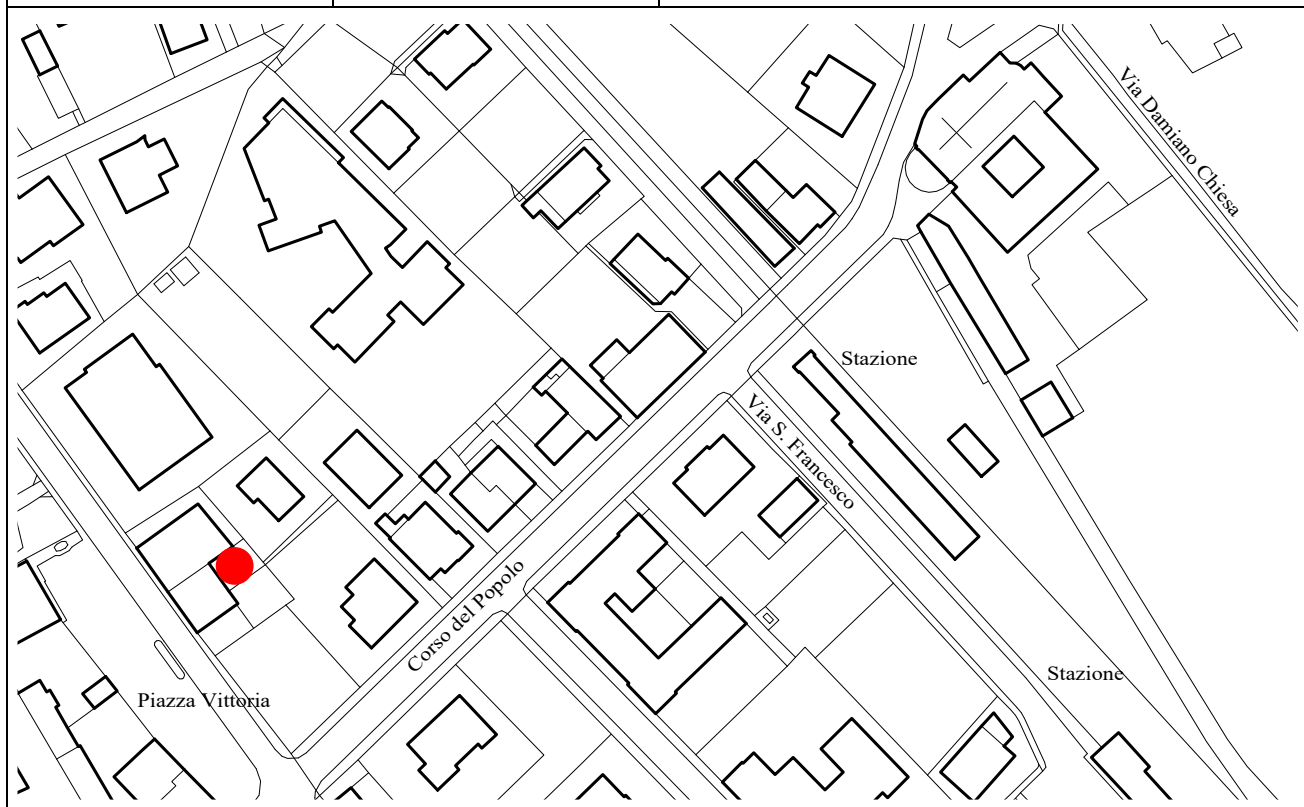 Via Damiano Chiesa
Stazione
Via S. Francesco
Corso del Popolo
Stazione
Piazza Vittoria